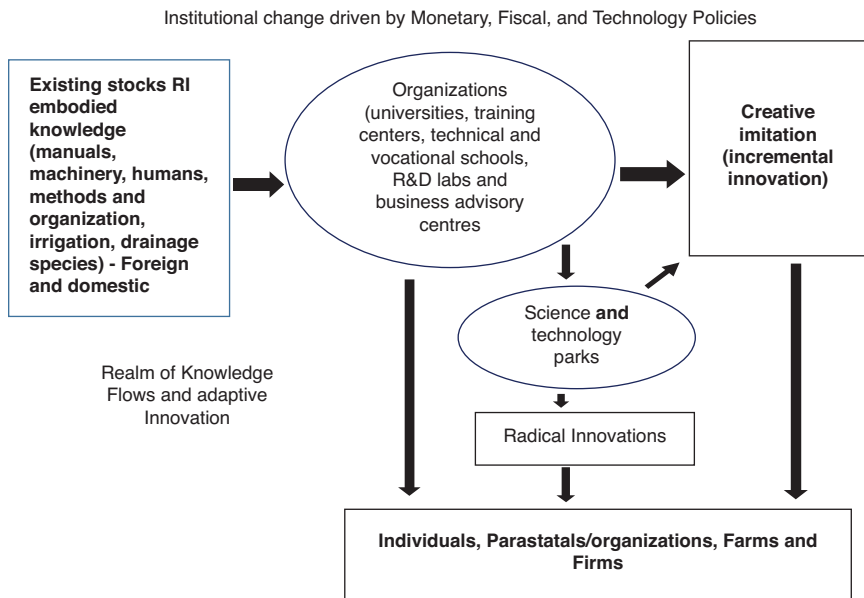 Institutional change driven by Monetary, Fiscal, and Technology Policies
Existing stocks RI
embodied
knowledge
(manuals,
machinery, humans,
methods and
organization,
irrigation, drainage
species) - Foreign
and domestic
Organizations
(universities, training
centers, technical and
vocational schools,
R&D labs and
business advisory
centres
Creative
imitation
(incremental
innovation)
Science and
technology
parks
Realm of Knowledge
Flows and adaptive
Innovation
Radical Innovations
Individuals, Parastatals/organizations, Farms and
Firms